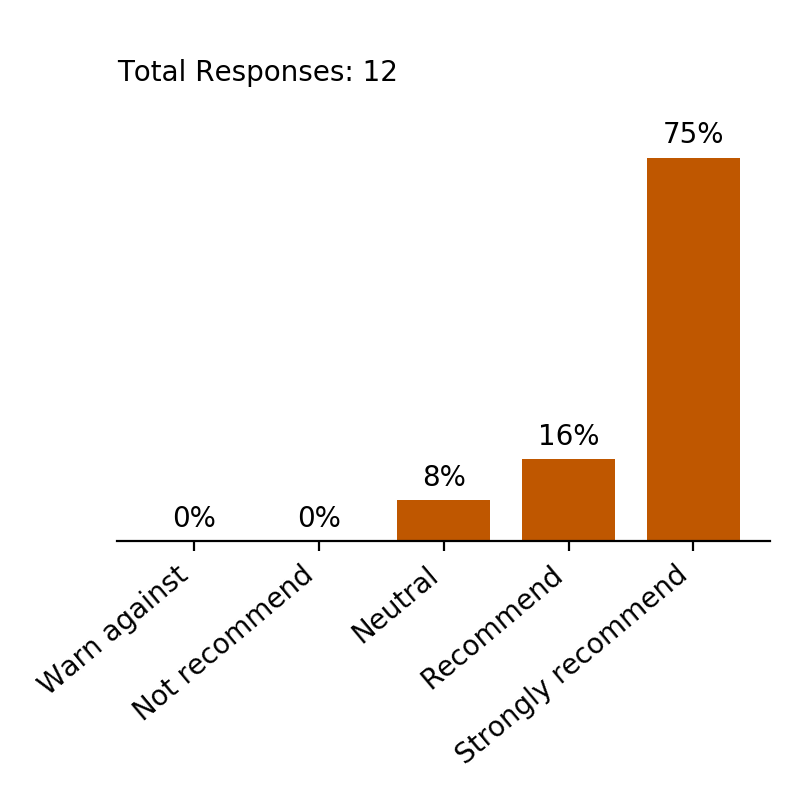 Total Responses: 12
75%
16%
8%
0%
0%
Warn against
Not recommend
Neutral
Recommend
Strongly recommend